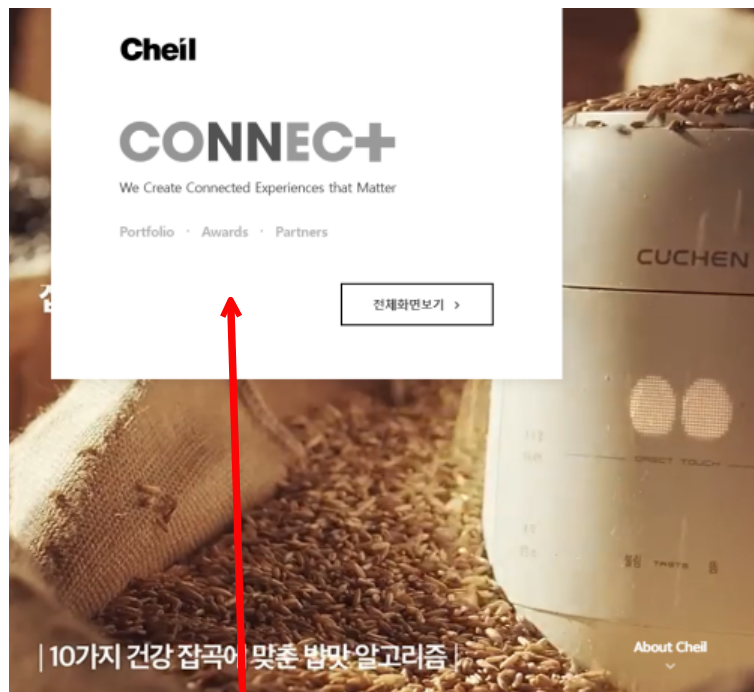 Cheil
CONNEC+
We Create Connected Experiences that Matter
Portfolio · Awards · Partners
전체화면보기 >
CUCHEN
DIRECT TOUCH
| 10가지 건강 잡곡에 맞춘 밥맛 알고리즘 |
About Cheil